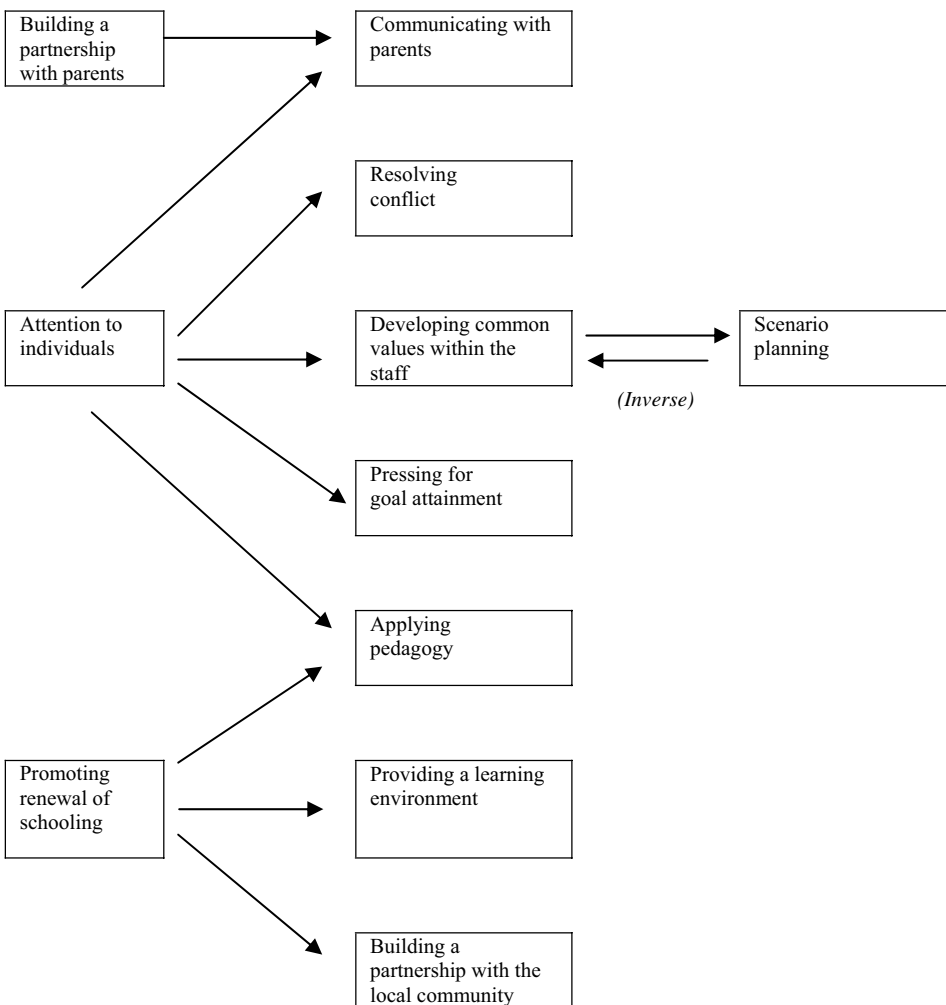 Building a
partnership
with parents
Communicating with
parents
Resolving
conflict
Attention to
individuals
Developing common
values within the
staff
Scenario
planning
(Inverse)
Pressing for
goal attainment
Applying
pedagogy
Promoting
renewal of
schooling
Providing a learning
environment
Building a
partnership with the
local community